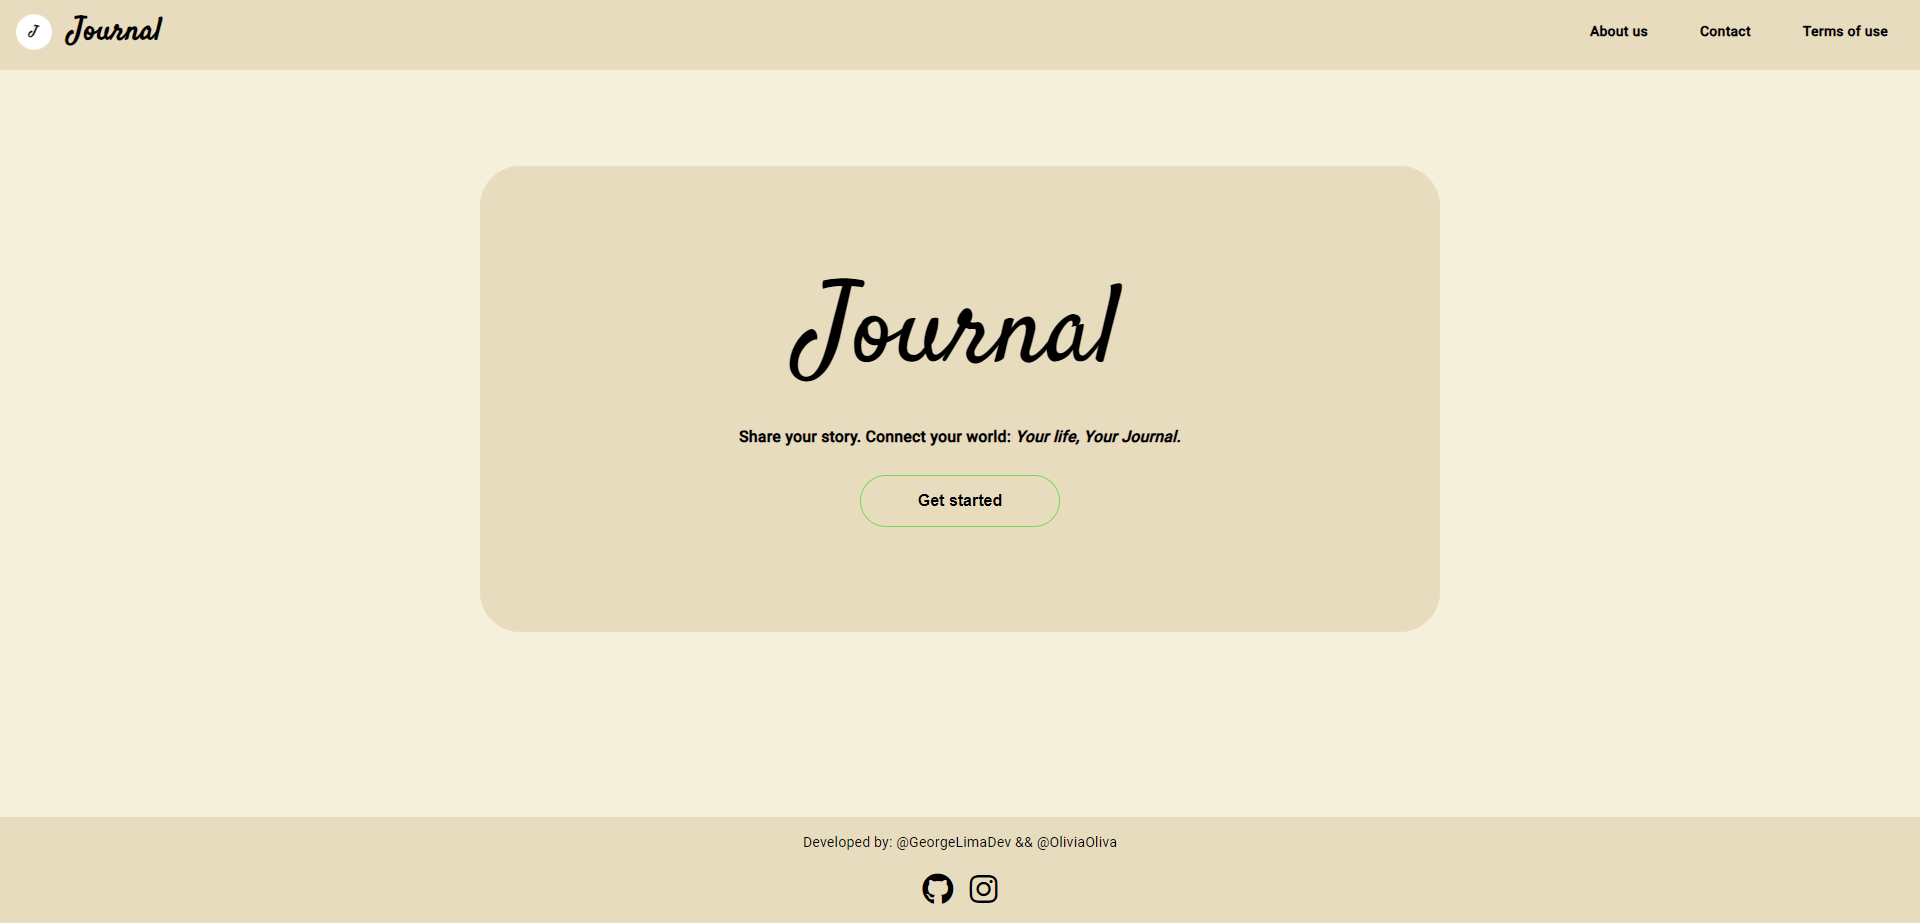 J
Journal
About us
Contact
Terms of use
Journal
Share your story. Connect your world: Your life, Your Journal.
Get started
Developed by: @GeorgeLimaDev && @OliviaOliva